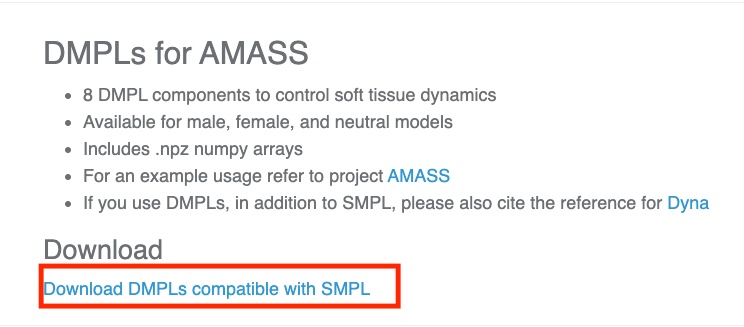 DMPLs for AMASS
• 8 DMPL components to control soft tissue dynamics
• Available for male, female, and neutral models
• Includes .npz numpy arrays
• For an example usage refer to project AMASS
• If you use DMPLs, in addition to SMPL, please also cite the reference for Dyna
Download
Download DMPLs compatible with SMPL